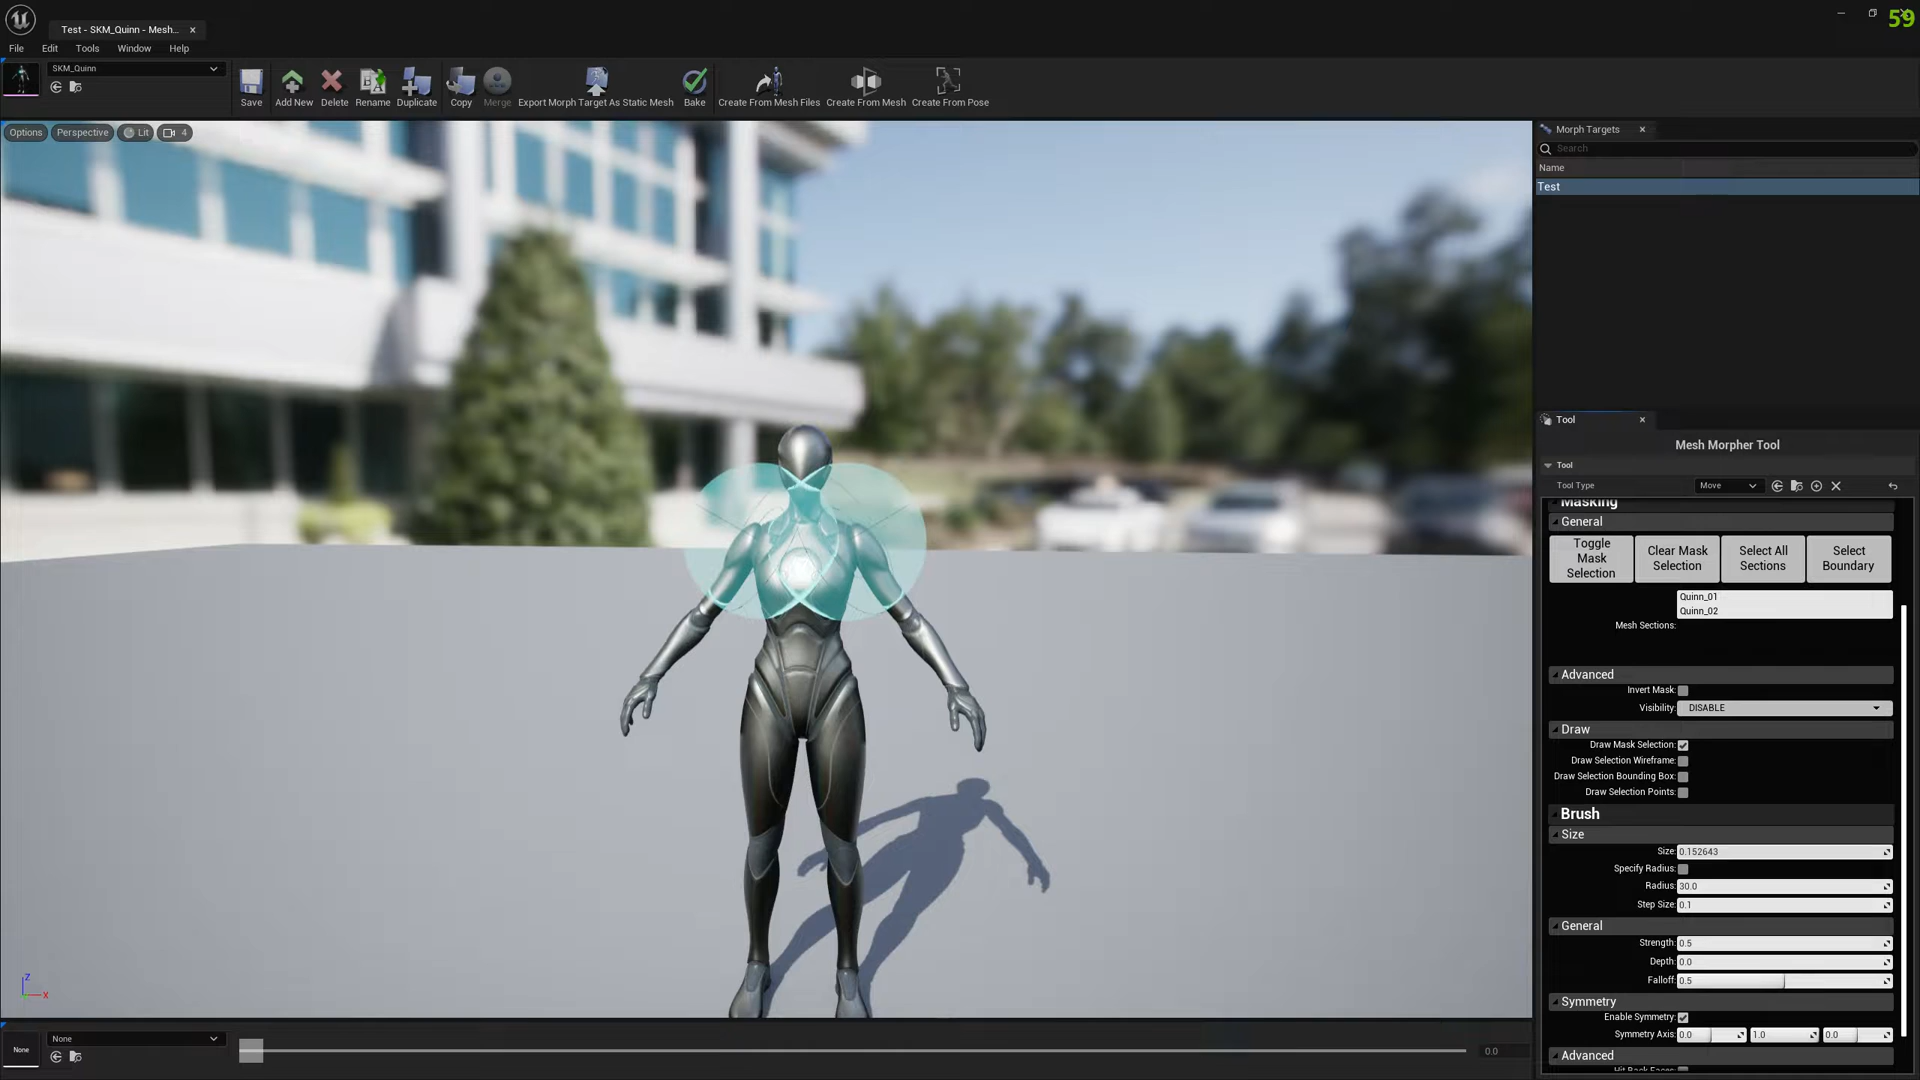 59
Test - SKM_Quinn - Mesh...
File Edit Tools Window Help
SKM_Quinn
Save Add New Delete Rename Duplicate Copy Merge Export Morph Target As Static Mesh Bake Create From Mesh Files Create From Mesh Create From Pose
Options Perspective Lit 4
Morph Targets
Search
Name
Test
Tool
Mesh Morpher Tool
Tool
Tool Type Move
Masking
General
Toggle Mask Selection
Clear Mask Selection
Select All Sections
Select Boundary
Quinn_01
Quinn_02
Mesh Sections:
Advanced
Invert Mask:
Visibility: DISABLE
Draw
Draw Mask Selection:
Draw Selection Wireframe:
Draw Selection Bounding Box:
Draw Selection Points:
Brush
Size
Size: 0.152643
Specify Radius:
Radius: 30.0
Step Size: 0.1
General
Strength: 0.5
Depth: 0.0
Falloff: 0.5
Symmetry
Enable Symmetry:
Symmetry Axis: 0.0 1.0 0.0
Advanced
Hit Back Faces:
Z
X
None
None
0.0